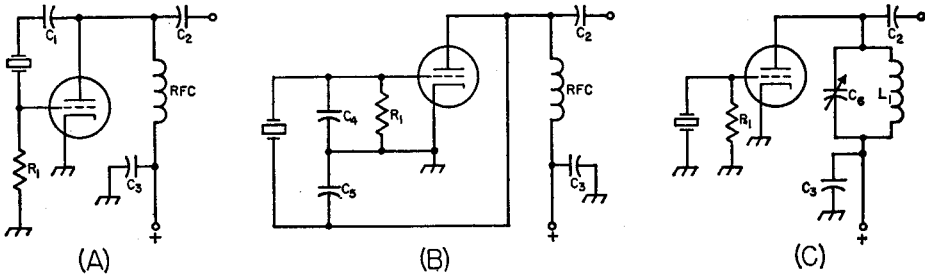 C1
C2
RFC
R1
C3
+
(A)
C2
C4
R1
RFC
C5
C3
+
(B)
C2
R1
C6
L1
C3
+
(C)